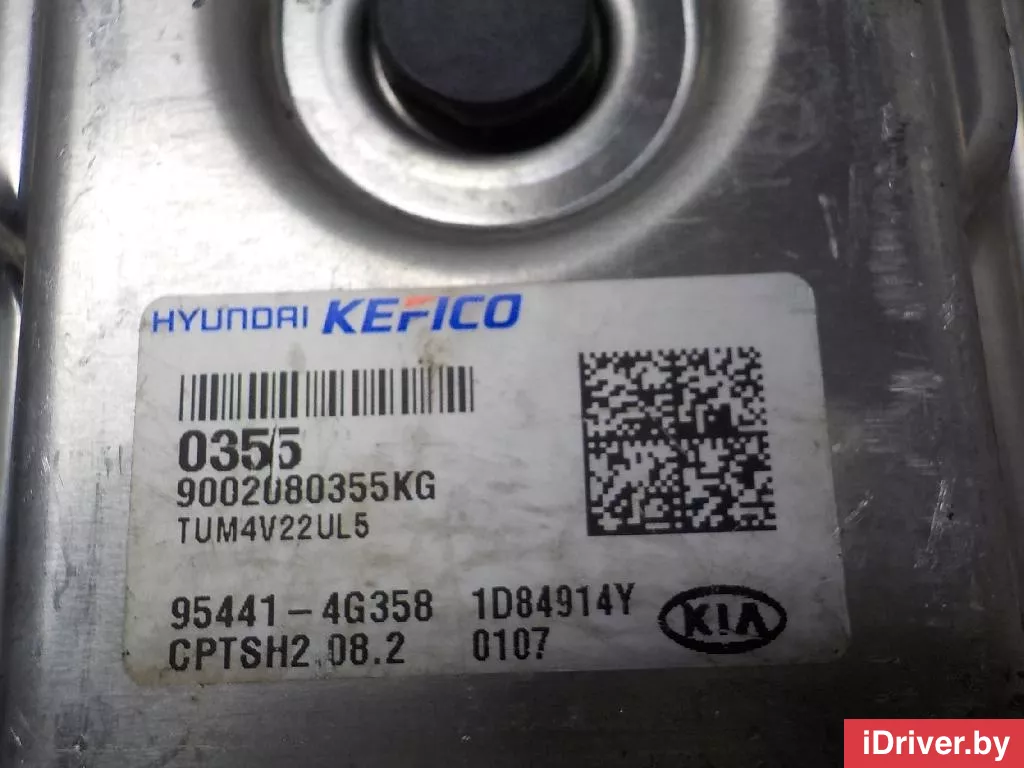 HYUNDAI KEFICO
0355
9002080355KG
TUM4V22UL5
95441-4G358 1D84914Y KIA
CPTSH2 08.2 0107
iDriver.by